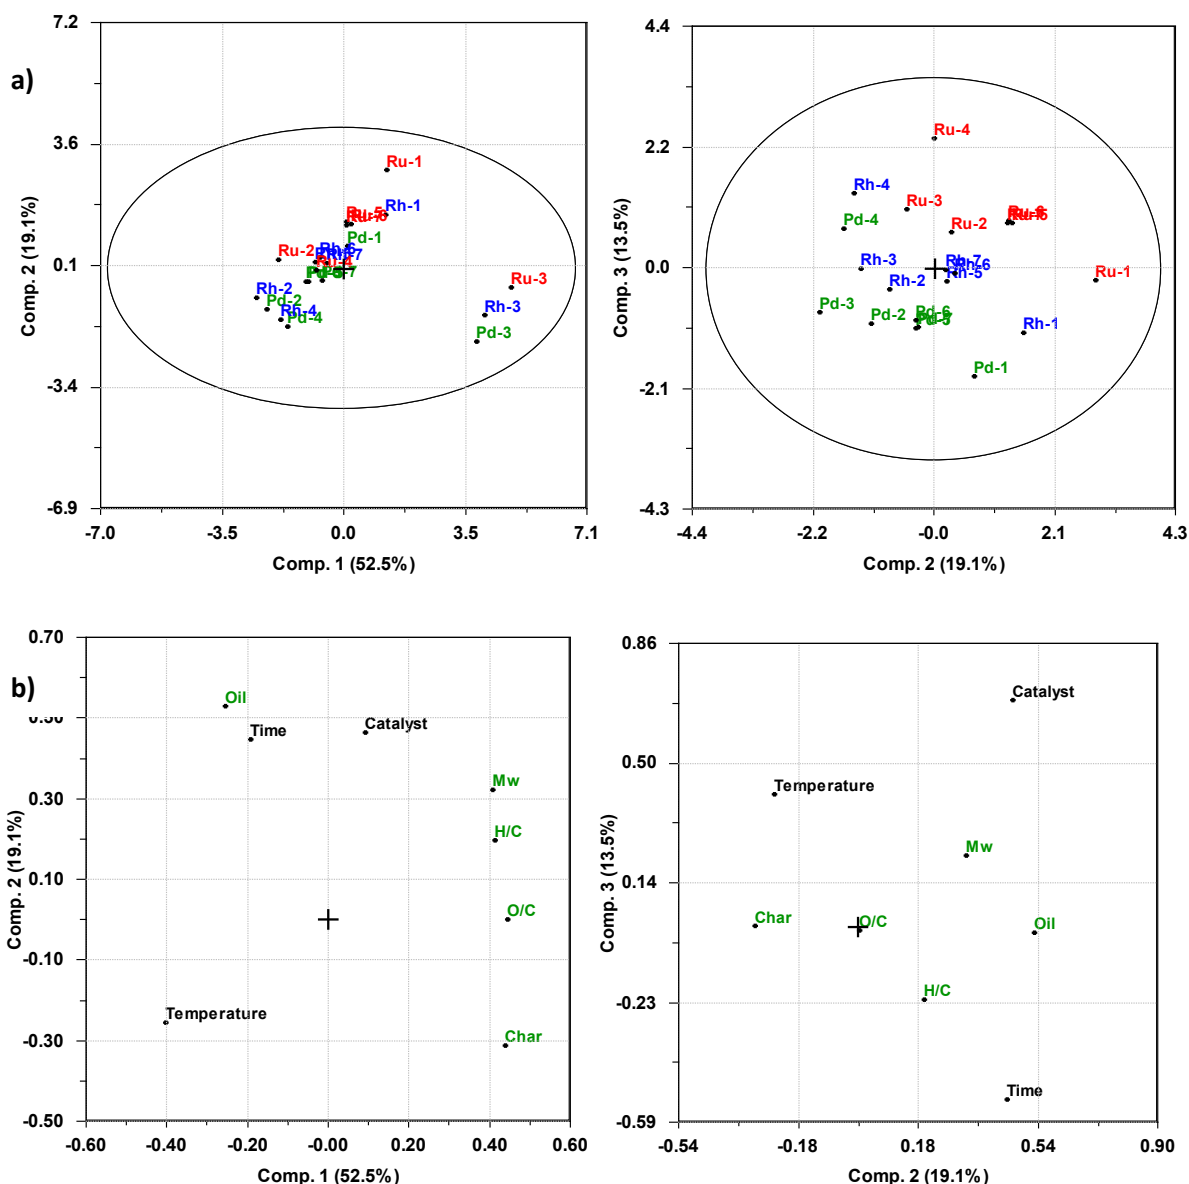 a)
7.2
3.6
0.1
-3.4
-6.9
-7.0
-3.5
0.0
3.5
7.1
Comp. 2 (19.1%)
Comp. 1 (52.5%)
Ru-1
Rh-1
Pd-1
Ru-2
Rh-7
Ru-4
Rh-2
Pd-2
Rh-4
Pd-4
Ru-3
Rh-3
Pd-3
4.4
2.2
0.0
-2.1
-4.3
-4.4
-2.2
-0.0
2.1
4.3
Comp. 3 (13.5%)
Comp. 2 (19.1%)
Ru-4
Rh-4
Ru-3
Pd-4
Ru-2
Rh-3
Rh-7
Rh-6
Rh-5
Rh-2
Ru-1
Pd-3
Pd-2
Pd-6
Rh-1
Pd-1
b)
0.70
0.50
0.30
0.10
-0.10
-0.30
-0.50
-0.60
-0.40
-0.20
-0.00
0.20
0.40
0.60
Comp. 2 (19.1%)
Comp. 1 (52.5%)
Oil
Time
Catalyst
Mw
H/C
O/C
Temperature
Char
0.86
0.50
0.14
-0.23
-0.59
-0.54
-0.18
0.18
0.54
0.90
Comp. 3 (13.5%)
Comp. 2 (19.1%)
Catalyst
Temperature
Mw
Char
O/C
Oil
H/C
Time